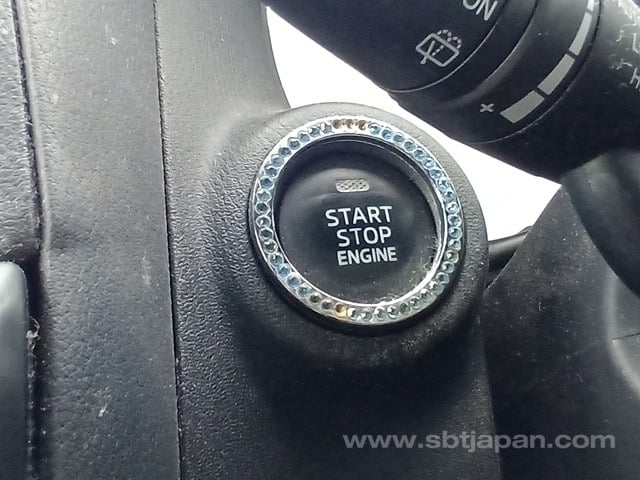 ON
+
START
STOP
ENGINE
www.sbtjapan.com